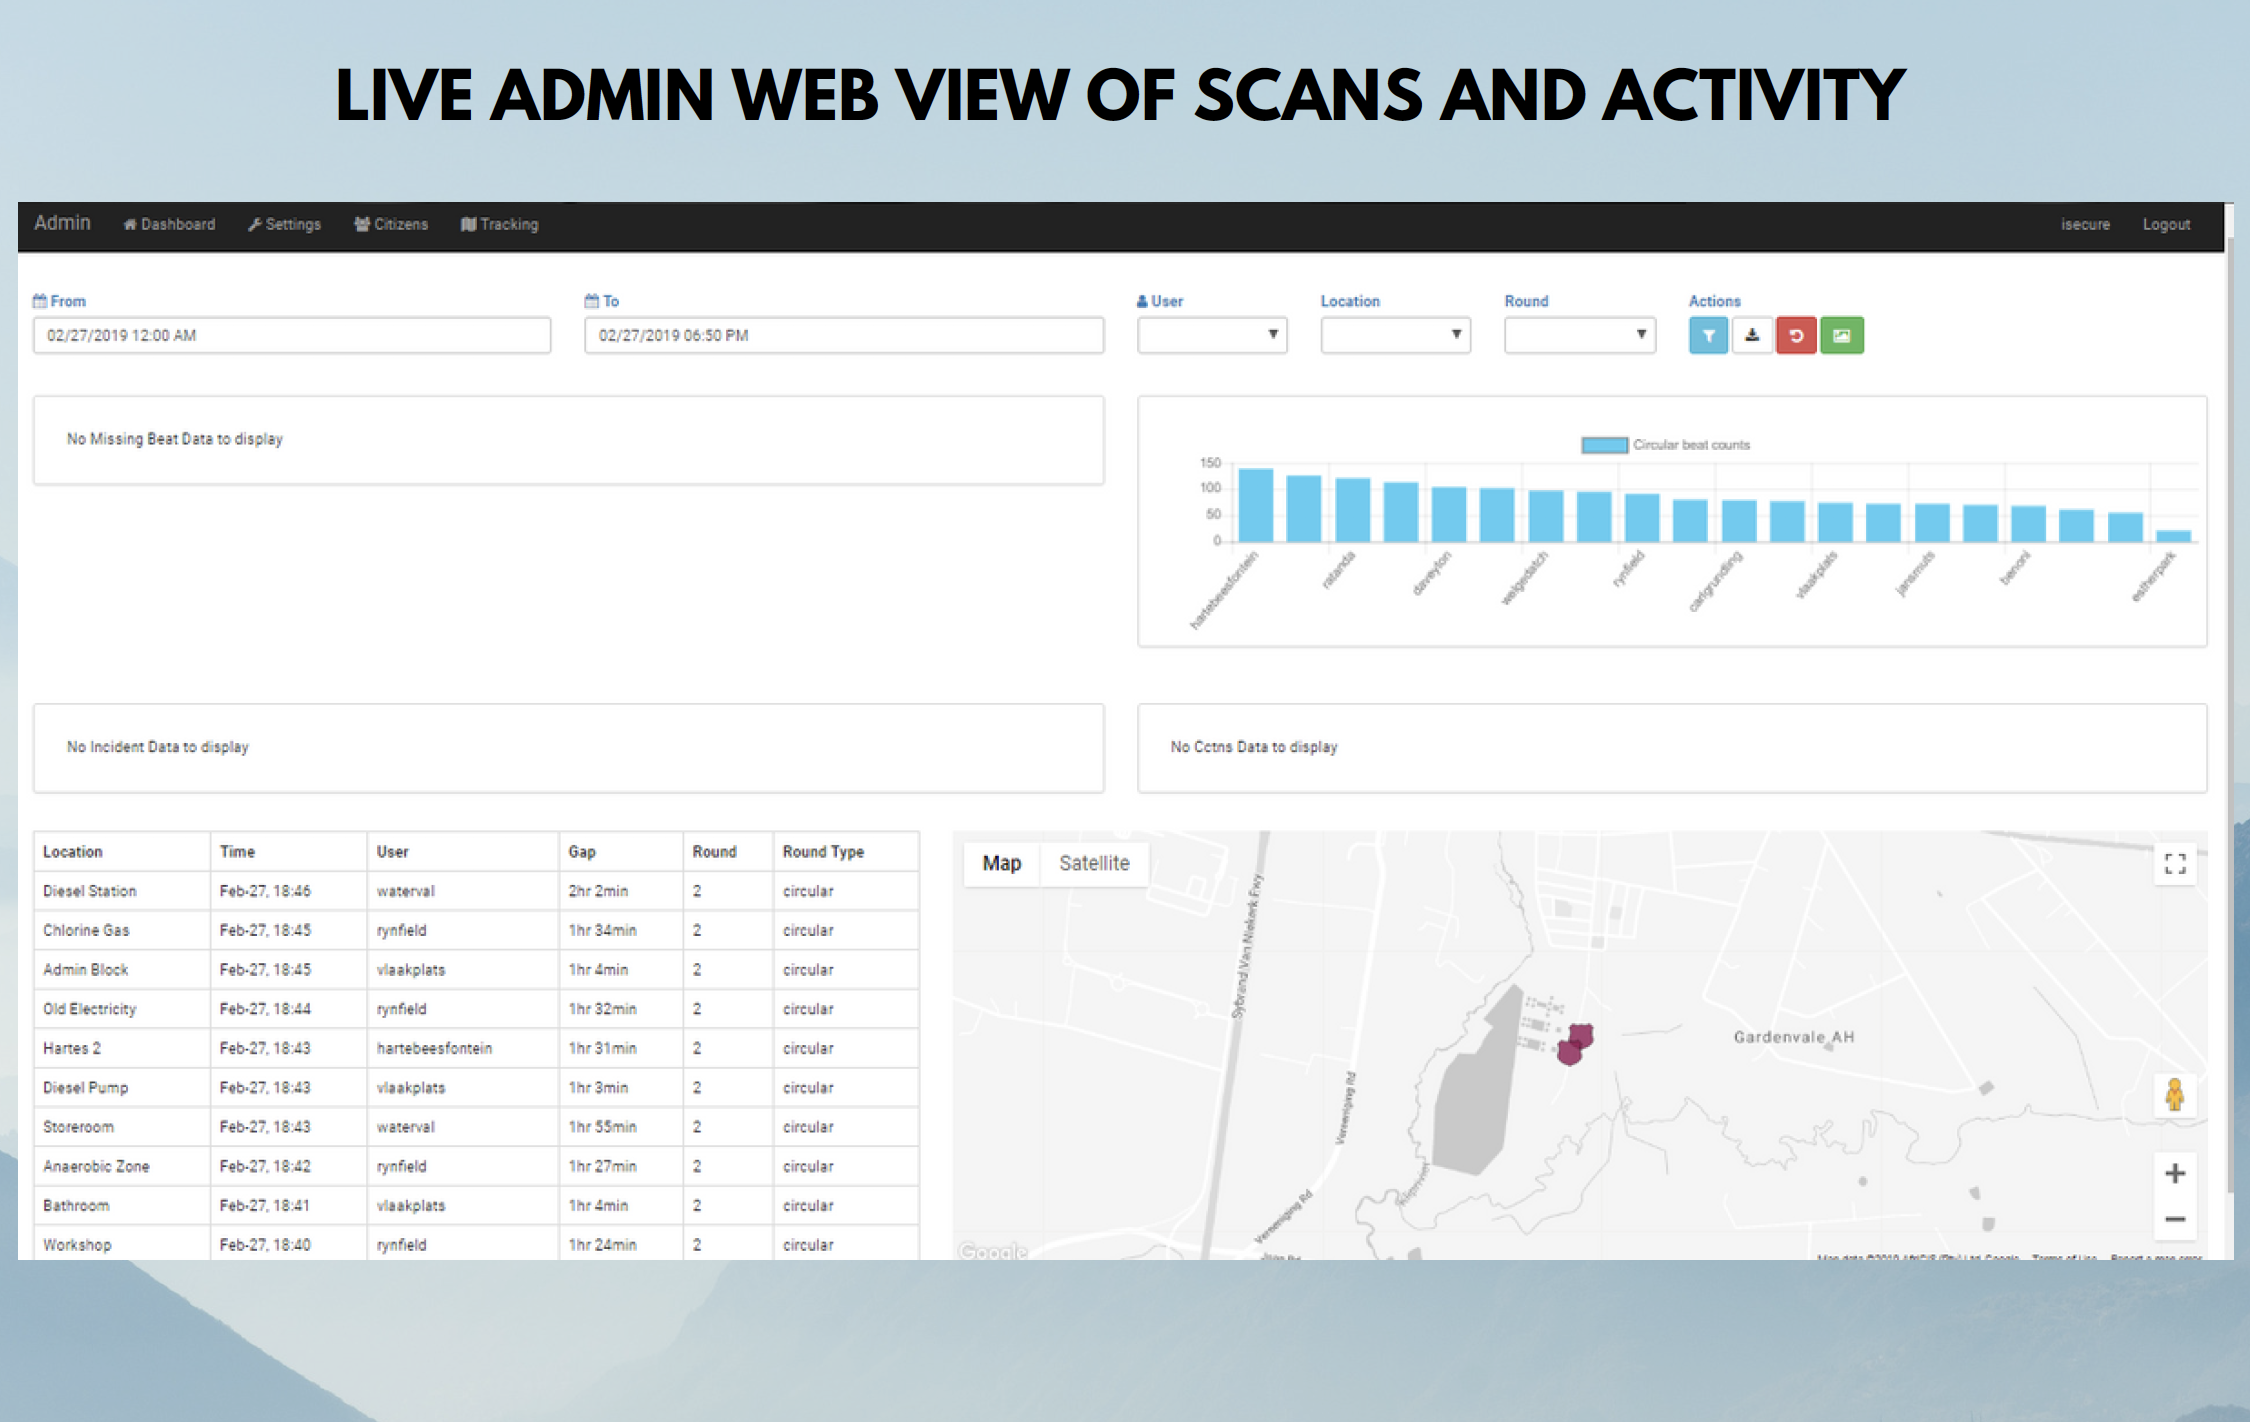 LIVE ADMIN WEB VIEW OF SCANS AND ACTIVITY
Admin Dashboard Settings Citizens Tracking isecure Logout
From To User Location Round Actions
02/27/2019 12:00 AM 02/27/2019 06:50 PM
No Missing Beat Data to display
Circular beat counts
150
100
50
0
hartebeesfontein ratanda daveyton welgedatch rynfield carlgrundling vlaakplats jansmuts benoni estherpark
No Incident Data to display
No Cctns Data to display
Location Time User Gap Round Round Type
Diesel Station Feb-27, 18:46 waterval 2hr 2min 2 circular
Chlorine Gas Feb-27, 18:45 rynfield 1hr 34min 2 circular
Admin Block Feb-27, 18:45 vlaakplats 1hr 4min 2 circular
Old Electricity Feb-27, 18:44 rynfield 1hr 32min 2 circular
Hartes 2 Feb-27, 18:43 hartebeesfontein 1hr 31min 2 circular
Diesel Pump Feb-27, 18:43 vlaakplats 1hr 3min 2 circular
Storeroom Feb-27, 18:43 waterval 1hr 55min 2 circular
Anaerobic Zone Feb-27, 18:42 rynfield 1hr 27min 2 circular
Bathroom Feb-27, 18:41 vlaakplats 1hr 4min 2 circular
Workshop Feb-27, 18:40 rynfield 1hr 24min 2 circular
Map Satellite
Sybrand Van Niekerk Fwy
Gardenvale AH
Vereeniging Rd
Kliprivier
Vereeniging Rd
Google
Map data ©2019 AfriGIS (Pty) Ltd, Google Terms of Use Report a map error